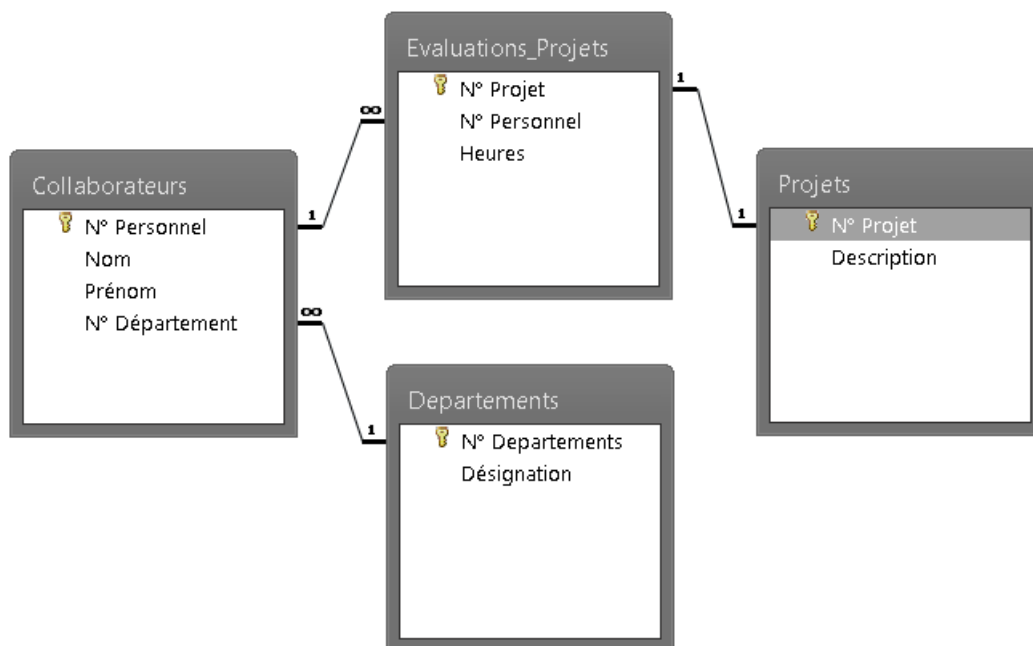 Evaluations_Projets
N° Projet
N° Personnel
Heures
Collaborateurs
N° Personnel
Nom
Prénom
N° Département
Projets
N° Projet
Description
Departements
N° Departements
Désignation
∞
1
1
1
∞
1